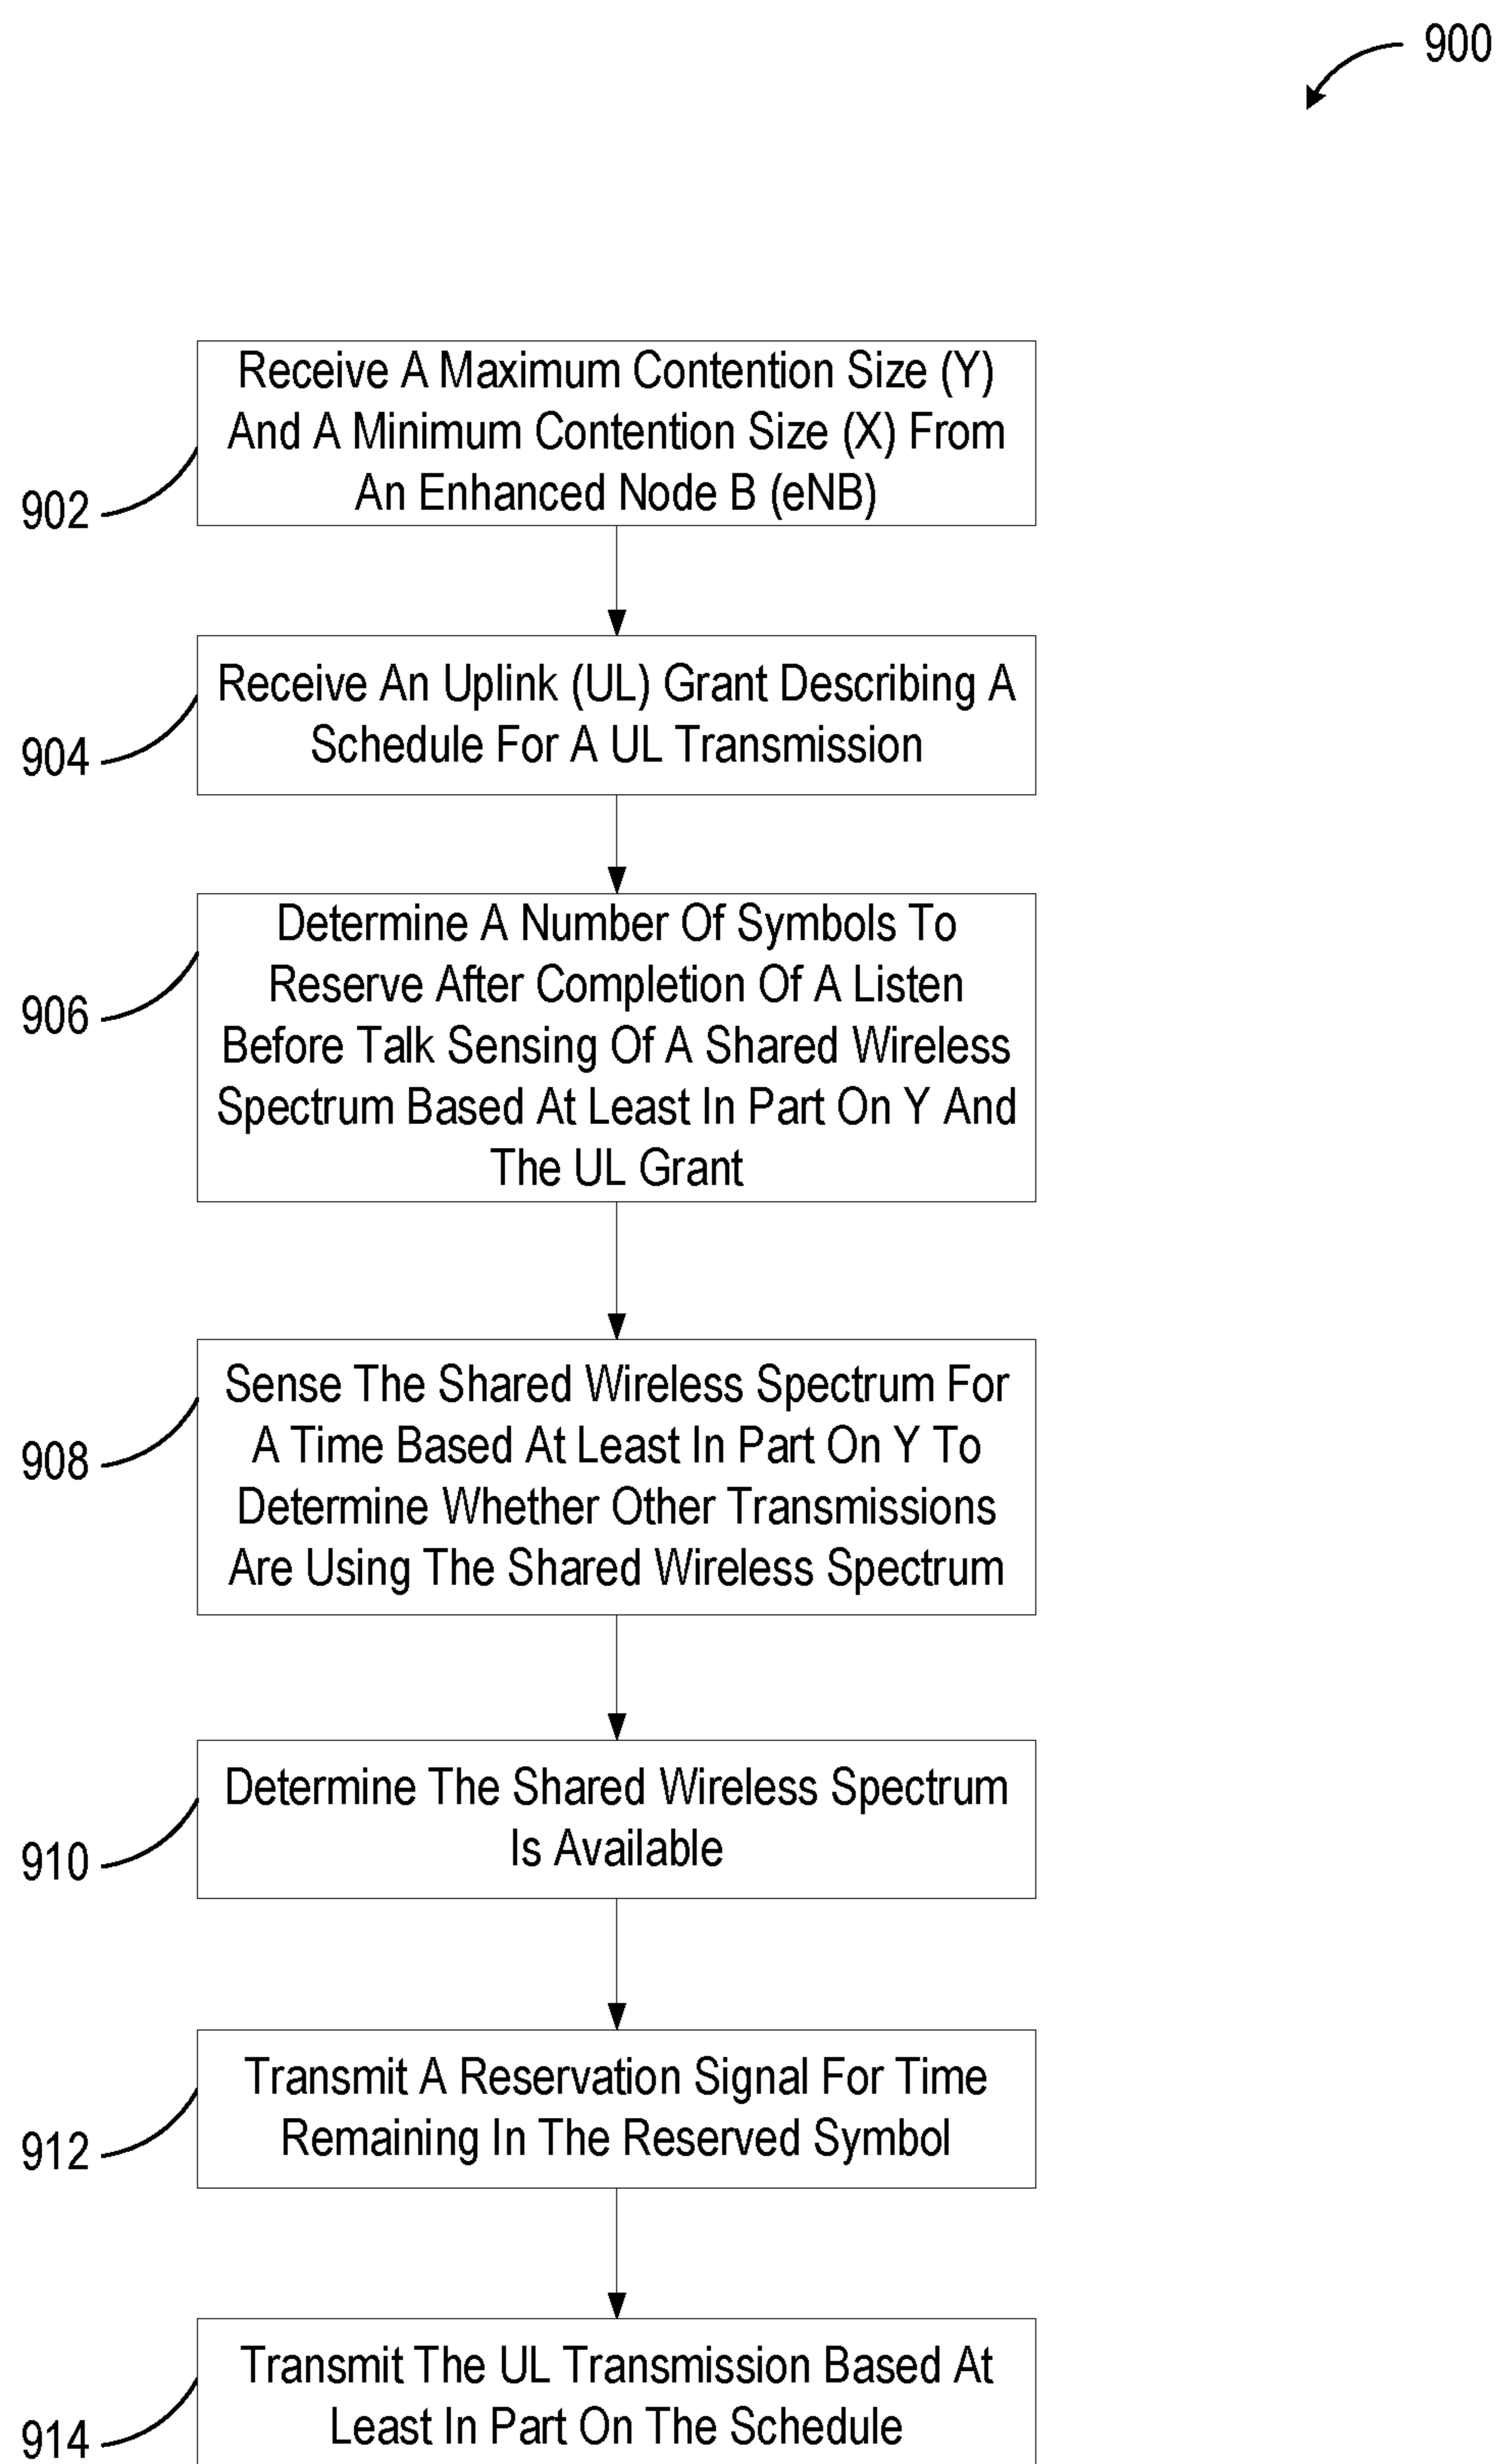 900
Receive A Maximum Contention Size (Y)
And A Minimum Contention Size (X) From
An Enhanced Node B (eNB)
902
Receive An Uplink (UL) Grant Describing A
Schedule For A UL Transmission
904
Determine A Number Of Symbols To
Reserve After Completion Of A Listen
Before Talk Sensing Of A Shared Wireless
Spectrum Based At Least In Part On Y And
The UL Grant
906
Sense The Shared Wireless Spectrum For
A Time Based At Least In Part On Y To
Determine Whether Other Transmissions
Are Using The Shared Wireless Spectrum
908
Determine The Shared Wireless Spectrum
Is Available
910
Transmit A Reservation Signal For Time
Remaining In The Reserved Symbol
912
Transmit The UL Transmission Based At
Least In Part On The Schedule
914